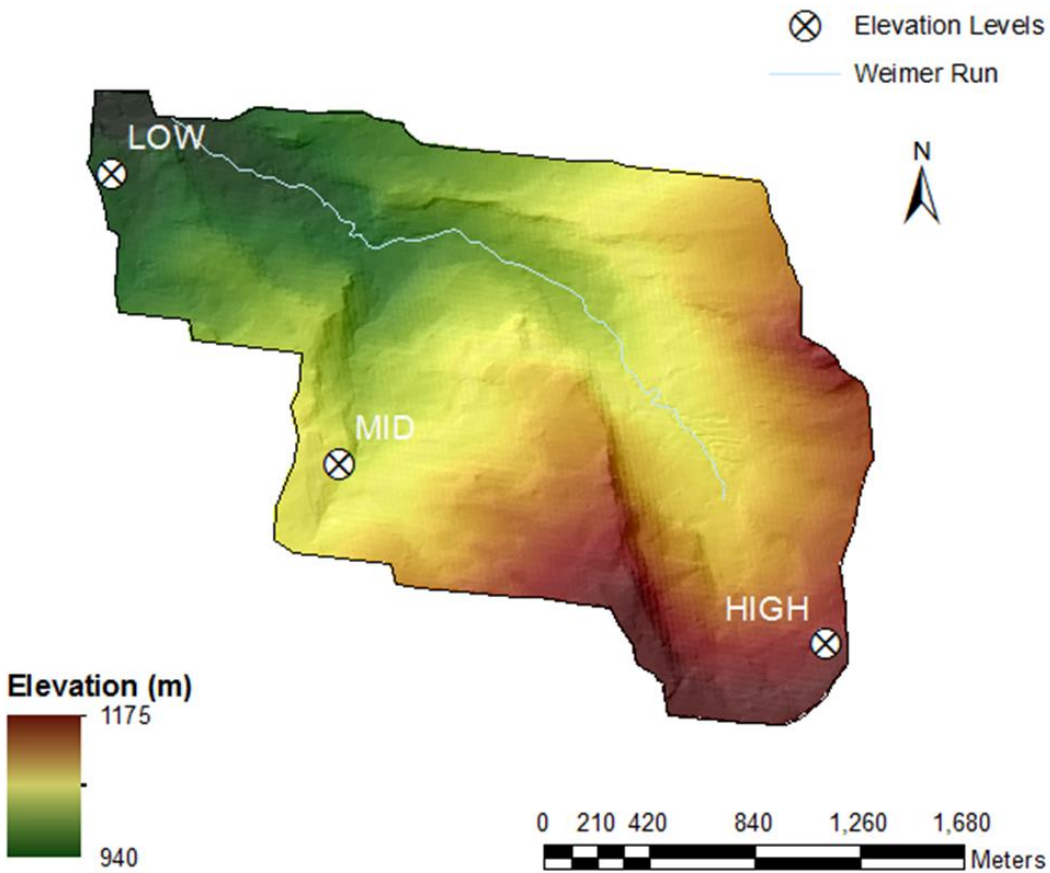 Elevation Levels
Weimer Run
N
LOW
MID
HIGH
Elevation (m)
1175
940
0 210 420 840 1,260 1,680
Meters